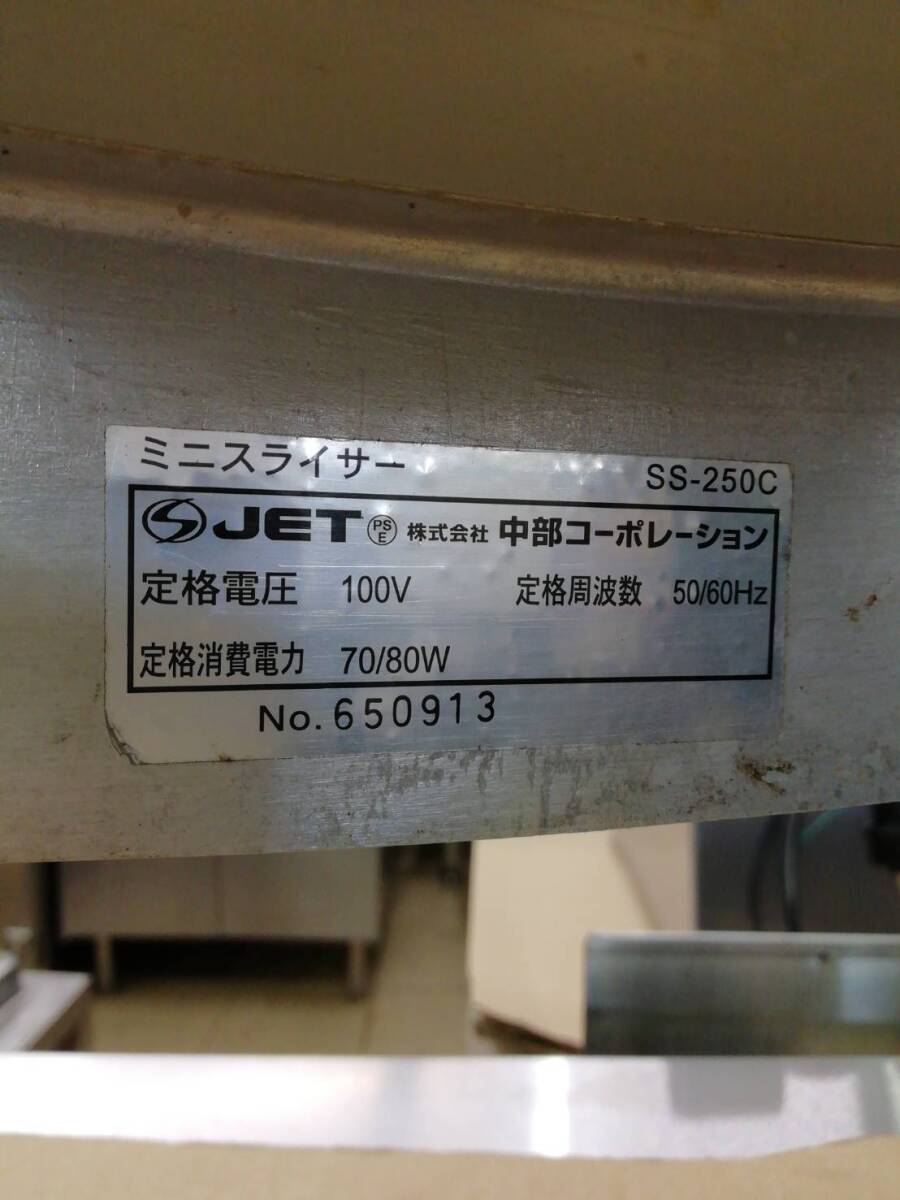 ミニスライサー SS-250C
JET PSE 株式会社 中部コーポレーション
定格電圧 100V 定格周波数 50/60Hz
定格消費電力 70/80W
No.650913